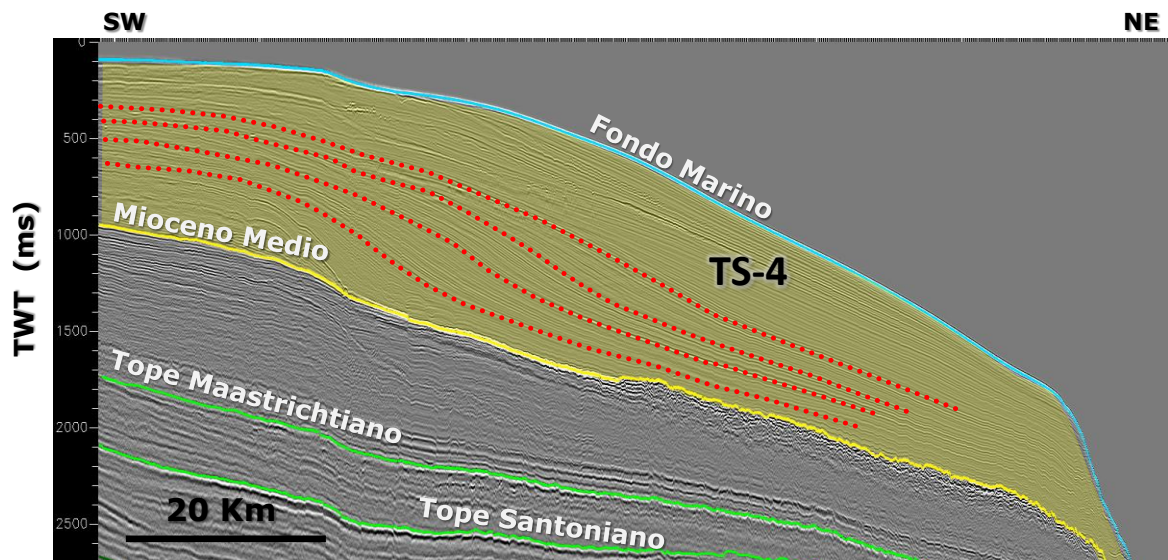 SW
NE
0
500
1000
1500
2000
2500
TWT (ms)
Fondo Marino
Mioceno Medio
TS-4
Tope Maastrichtiano
20 Km
Tope Santoniano